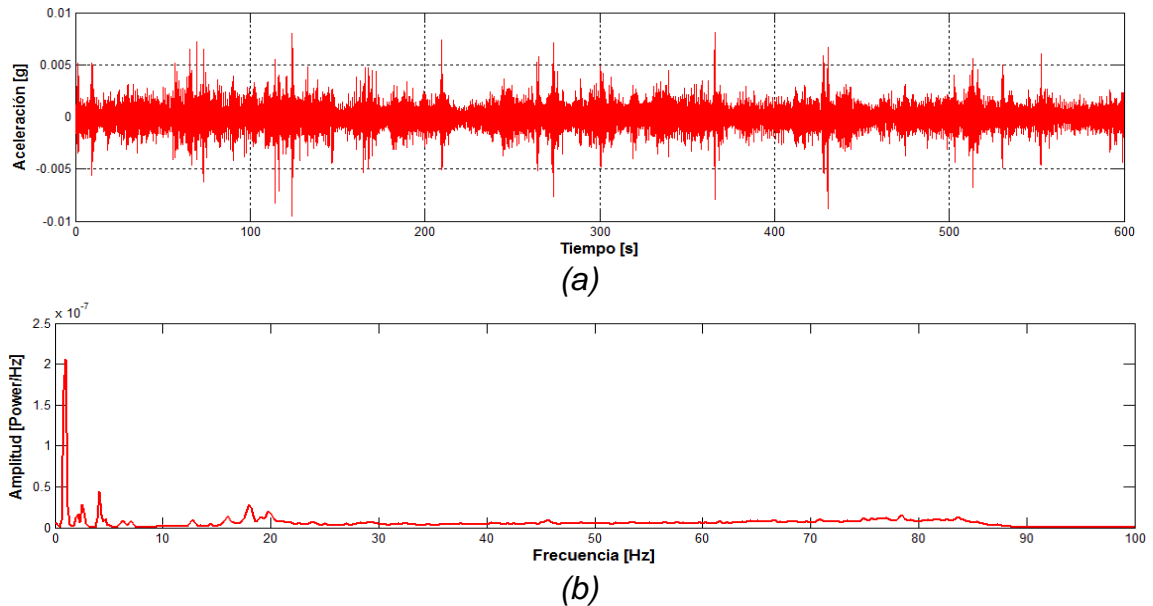 0.01
0.005
0
-0.005
-0.01
Aceleración [g]
0 100 200 300 400 500 600
Tiempo [s]
(a)
x 10^-7
2.5
2
1.5
1
0.5
0
Amplitud [Power/Hz]
0 10 20 30 40 50 60 70 80 90 100
Frecuencia [Hz]
(b)